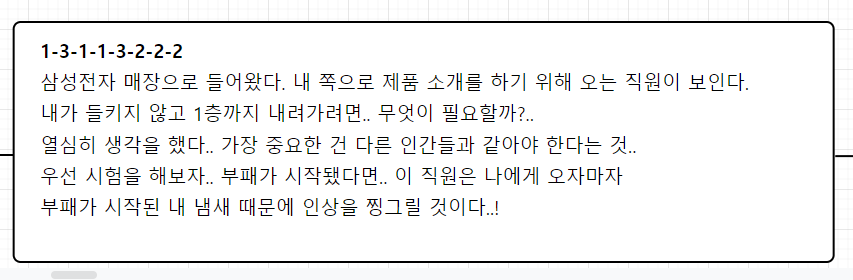 1-3-1-1-3-2-2-2
삼성전자 매장으로 들어왔다. 내 쪽으로 제품 소개를 하기 위해 오는 직원이 보인다.
내가 들키지 않고 1층까지 내려가려면.. 무엇이 필요할까?..
열심히 생각을 했다.. 가장 중요한 건 다른 인간들과 같아야 한다는 것..
우선 시험을 해보자.. 부패가 시작됐다면.. 이 직원은 나에게 오자마자
부패가 시작된 내 냄새 때문에 인상을 찡그릴 것이다..!